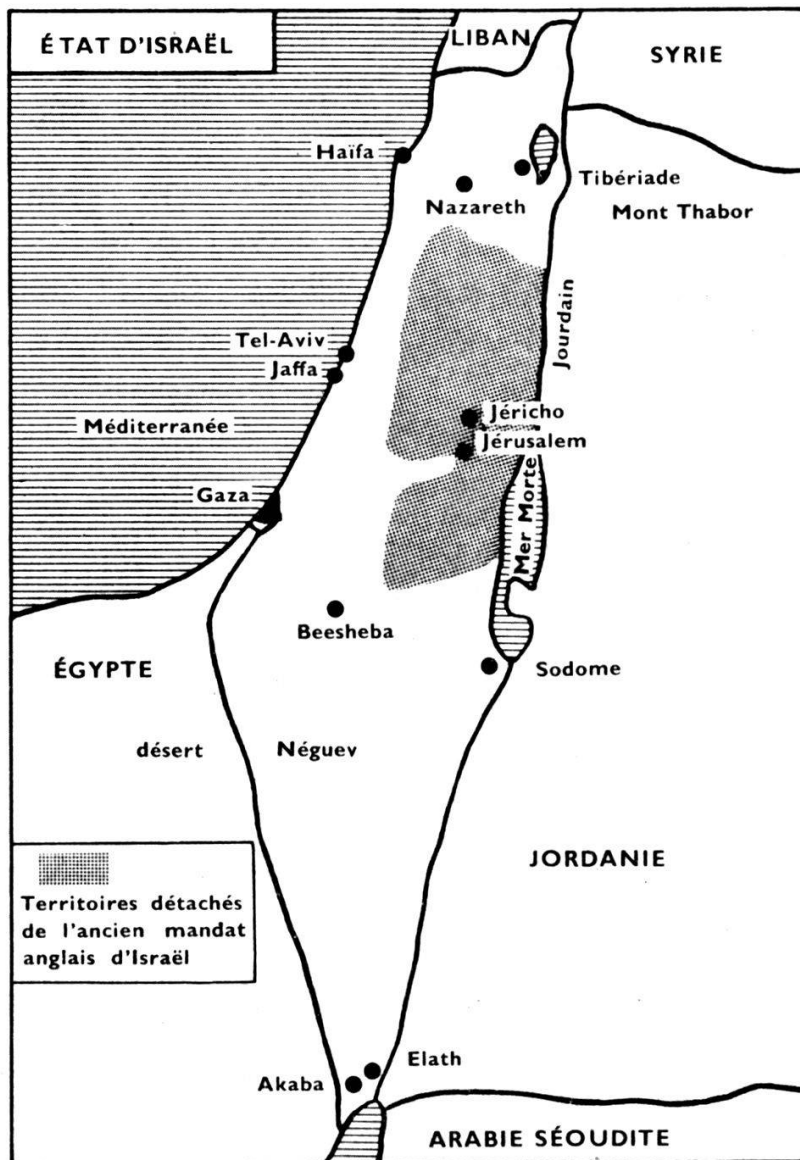 ÉTAT D'ISRAËL
LIBAN
SYRIE
Haïfa
Tibériade
Nazareth
Mont Thabor
Jourdain
Tel-Aviv
Jaffa
Jéricho
Méditerranée
Jérusalem
Gaza
Mer Morte
Beesheba
ÉGYPTE
Sodome
désert Néguev
JORDANIE
Territoires détachés
de l'ancien mandat
anglais d'Israël
Elath
Akaba
ARABIE SÉOUDITE